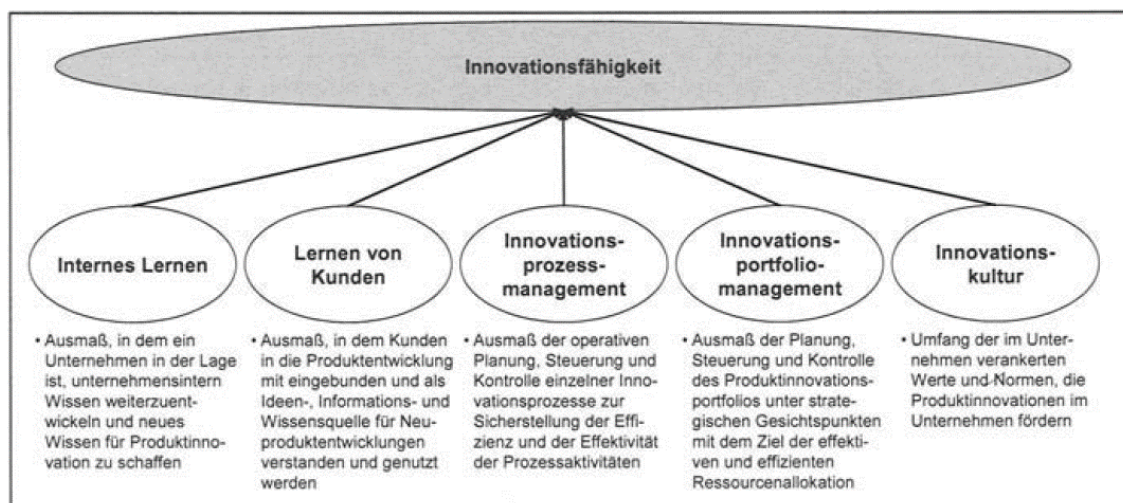 Innovationsfähigkeit
Internes Lernen
Lernen von
Kunden
Innovations-
prozess-
management
Innovations-
portfolio-
management
Innovations-
kultur
• Ausmaß, in dem ein
Unternehmen in der Lage
ist, unternehmensintern
Wissen weiterzuent-
wickeln und neues
Wissen für Produktinno-
vation zu schaffen
• Ausmaß, in dem Kunden
in die Produktentwicklung
mit eingebunden und als
Ideen-, Informations- und
Wissensquelle für Neu-
produktentwicklungen
verstanden und genutzt
werden
• Ausmaß der operativen
Planung, Steuerung und
Kontrolle einzelner Inno-
vationsprozesse zur
Sicherstellung der Effi-
zienz und der Effektivität
der Prozessaktivitäten
• Ausmaß der Planung,
Steuerung und Kontrolle
des Produktinnovations-
portfolios unter strate-
gischen Gesichtspunkten
mit dem Ziel der effekti-
ven und effizienten
Ressourcenallokation
• Umfang der im Unter-
nehmen verankerten
Werte und Normen, die
Produktinnovationen im
Unternehmen fördern